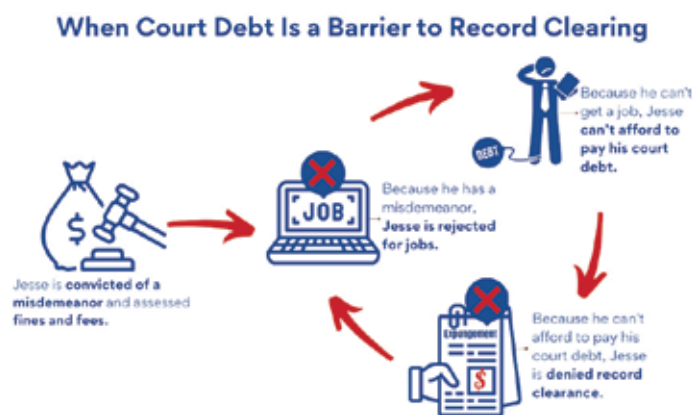 When Court Debt Is a Barrier to Record Clearing
$
Jesse is convicted of a
misdemeanor and assessed
fines and fees.
JOB
Because he has a
misdemeanor,
Jesse is rejected
for jobs.
DEBT
Because he can't
get a job, Jesse
can't afford to
pay his court
debt.
Expungement
$
Because he can't
afford to pay his
court debt, Jesse
is denied record
clearance.